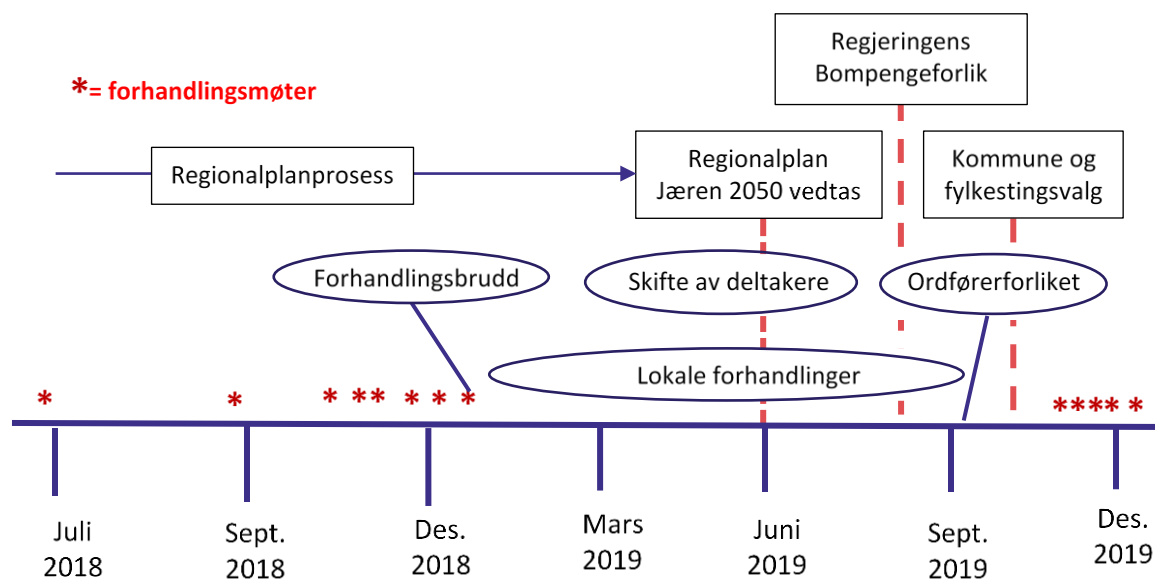 Regjeringens
Bompengeforlik
*= forhandlingsmøter
Regionalplanprosess
Regionalplan
Jæren 2050 vedtas
Kommune og
fylkestingsvalg
Forhandlingsbrudd
Skifte av deltakere
Ordførerforliket
Lokale forhandlinger
* * * ** * * * **** *
Juli
2018
Sept.
2018
Des.
2018
Mars
2019
Juni
2019
Sept.
2019
Des.
2019